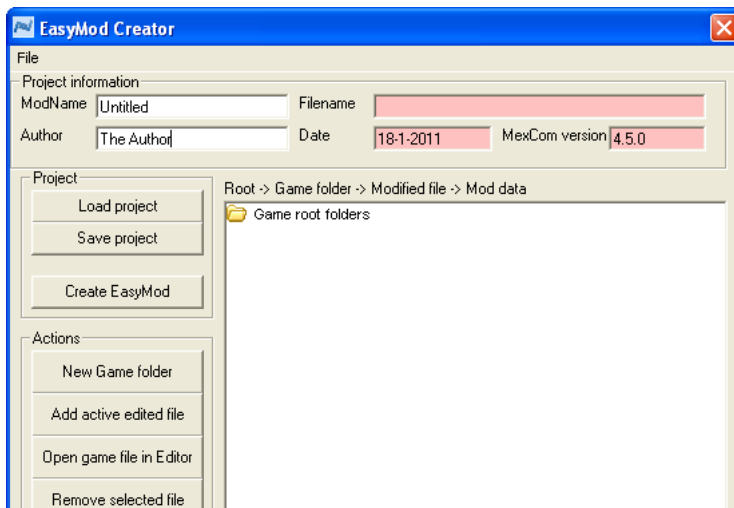 EasyMod Creator
File
Project information
ModName Untitled Filename
Author The Author Date 18-1-2011 MexCom version 4.5.0
Project
Load project
Save project
Create EasyMod
Root -> Game folder -> Modified file -> Mod data
Game root folders
Actions
New Game folder
Add active edited file
Open game file in Editor
Remove selected file